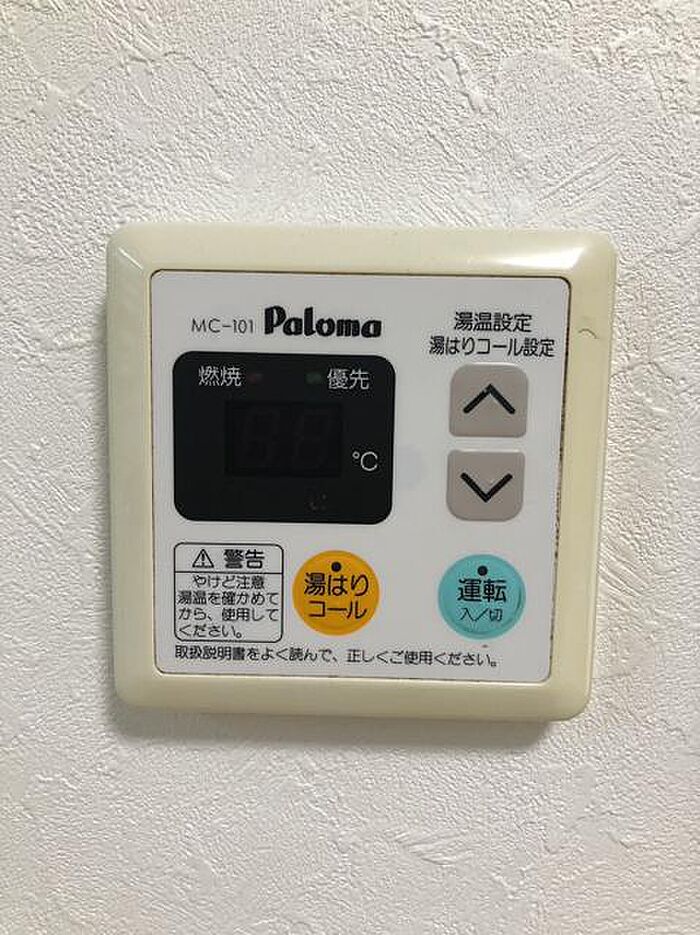 MC-101 Paloma
湯温設定
湯はりコール設定
燃焼 優先
℃
⚠ 警告
やけど注意
湯温を確かめて
から、使用して
ください。
湯はり
コール
運転
入/切
取扱説明書をよく読んで、正しくご使用ください。